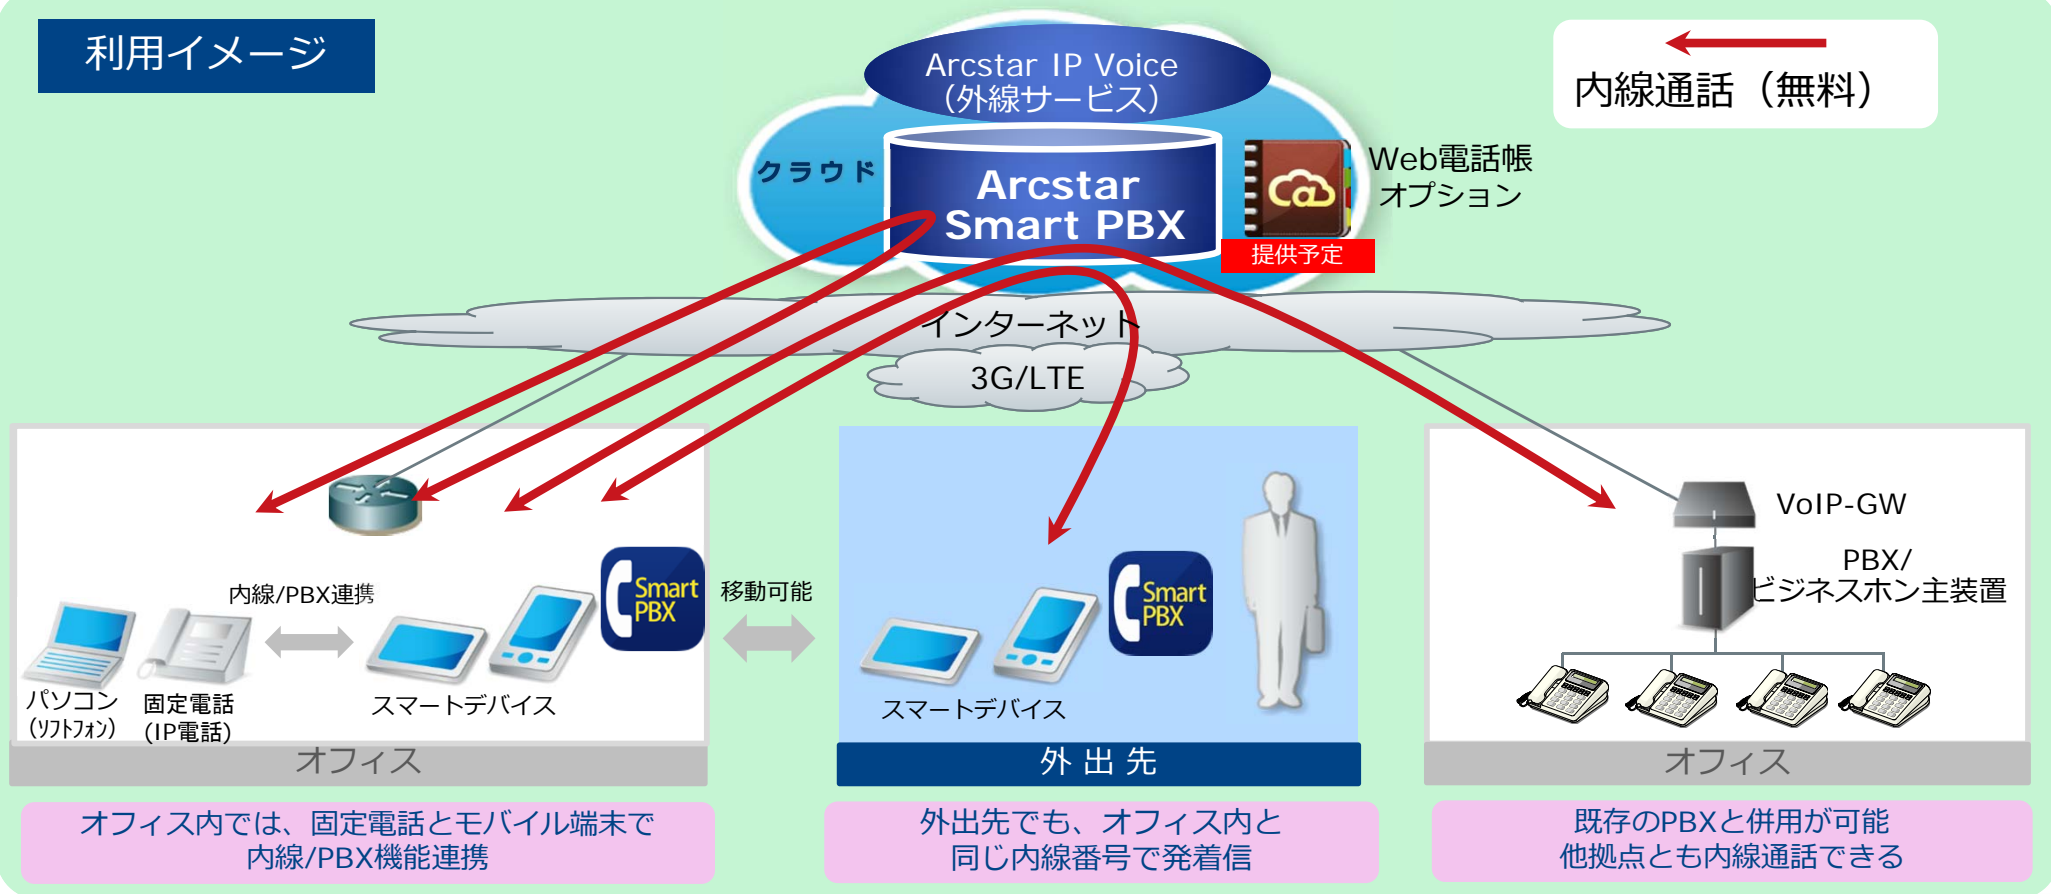 利用イメージ
Arcstar IP Voice
（外線サービス）
内線通話（無料）
クラウド
Arcstar
Smart PBX
Web電話帳
オプション
提供予定
インターネット
3G/LTE
内線/PBX連携
Smart
PBX
パソコン
(ソフトフォン)
固定電話
(IP電話)
スマートデバイス
オフィス
移動可能
Smart
PBX
スマートデバイス
外出先
VoIP-GW
PBX/
ビジネスホン主装置
オフィス
オフィス内では、固定電話とモバイル端末で
内線/PBX機能連携
外出先でも、オフィス内と
同じ内線番号で発着信
既存のPBXと併用が可能
他拠点とも内線通話できる